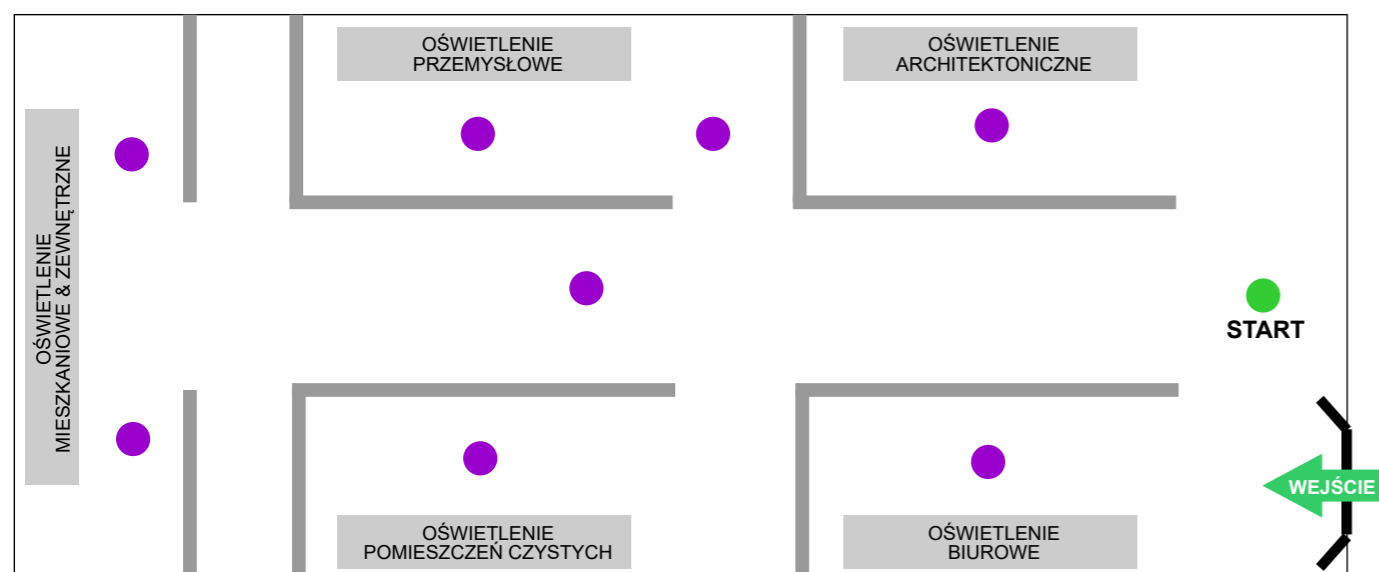 OŚWIETLENIE
PRZEMYSŁOWE
OŚWIETLENIE
ARCHITEKTONICZNE
OŚWIETLENIE
MIESZKANIOWE & ZEWNĘTRZNE
START
WEJŚCIE
OŚWIETLENIE
POMIESZCZEŃ CZYSTYCH
OŚWIETLENIE
BIUROWE